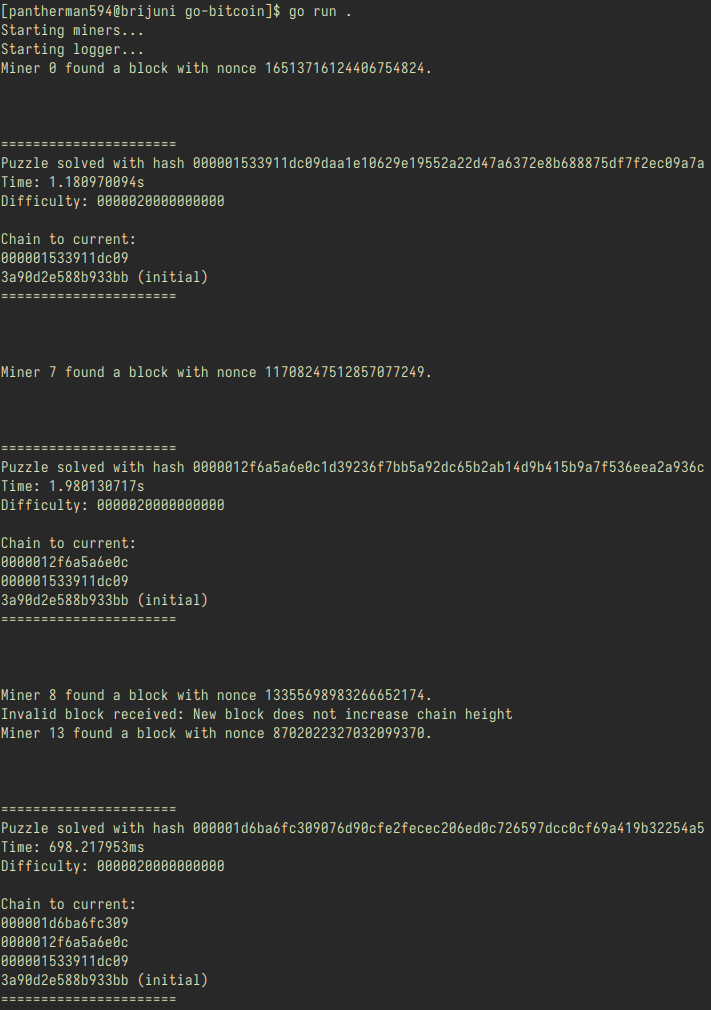 [pantherman594@brijuni go-bitcoin]$ go run .
Starting miners...
Starting logger...
Miner 0 found a block with nonce 16513716124406754824.
======================
Puzzle solved with hash 000001533911dc09daa1e10629e19552a22d47a6372e8b688875df7f2ec09a7a
Time: 1.180970094s
Difficulty: 0000020000000000
Chain to current:
000001533911dc09
3a90d2e588b933bb (initial)
======================
Miner 7 found a block with nonce 11708247512857077249.
======================
Puzzle solved with hash 0000012f6a5a6e0c1d39236f7bb5a92dc65b2ab14d9b415b9a7f536eea2a936c
Time: 1.980130717s
Difficulty: 0000020000000000
Chain to current:
0000012f6a5a6e0c
000001533911dc09
3a90d2e588b933bb (initial)
======================
Miner 8 found a block with nonce 13355698983266652174.
Invalid block received: New block does not increase chain height
Miner 13 found a block with nonce 8702022327032099370.
======================
Puzzle solved with hash 000001d6ba6fc309076d90cfe2fecec206ed0c726597dcc0cf69a419b32254a5
Time: 698.217953ms
Difficulty: 0000020000000000
Chain to current:
000001d6ba6fc309
0000012f6a5a6e0c
000001533911dc09
3a90d2e588b933bb (initial)
======================